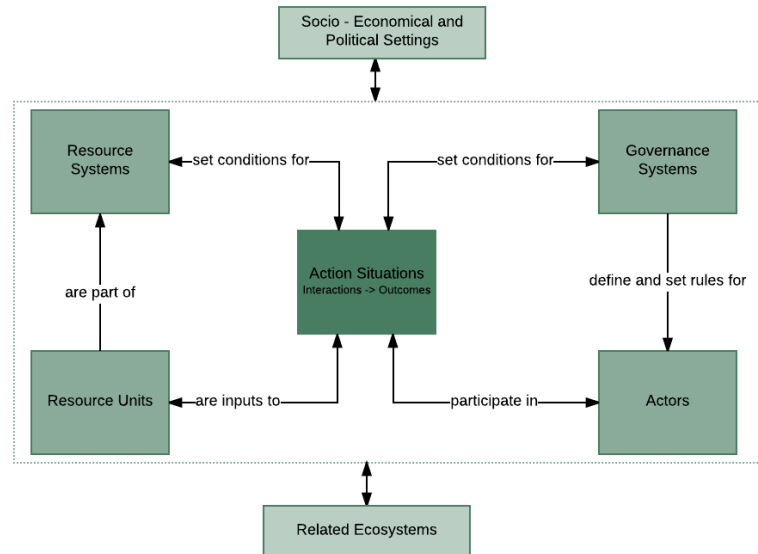 Socio - Economical and
Political Settings
Resource
Systems
set conditions for
set conditions for
Governance
Systems
Action Situations
Interactions -> Outcomes
are part of
define and set rules for
Resource Units
are inputs to
participate in
Actors
Related Ecosystems